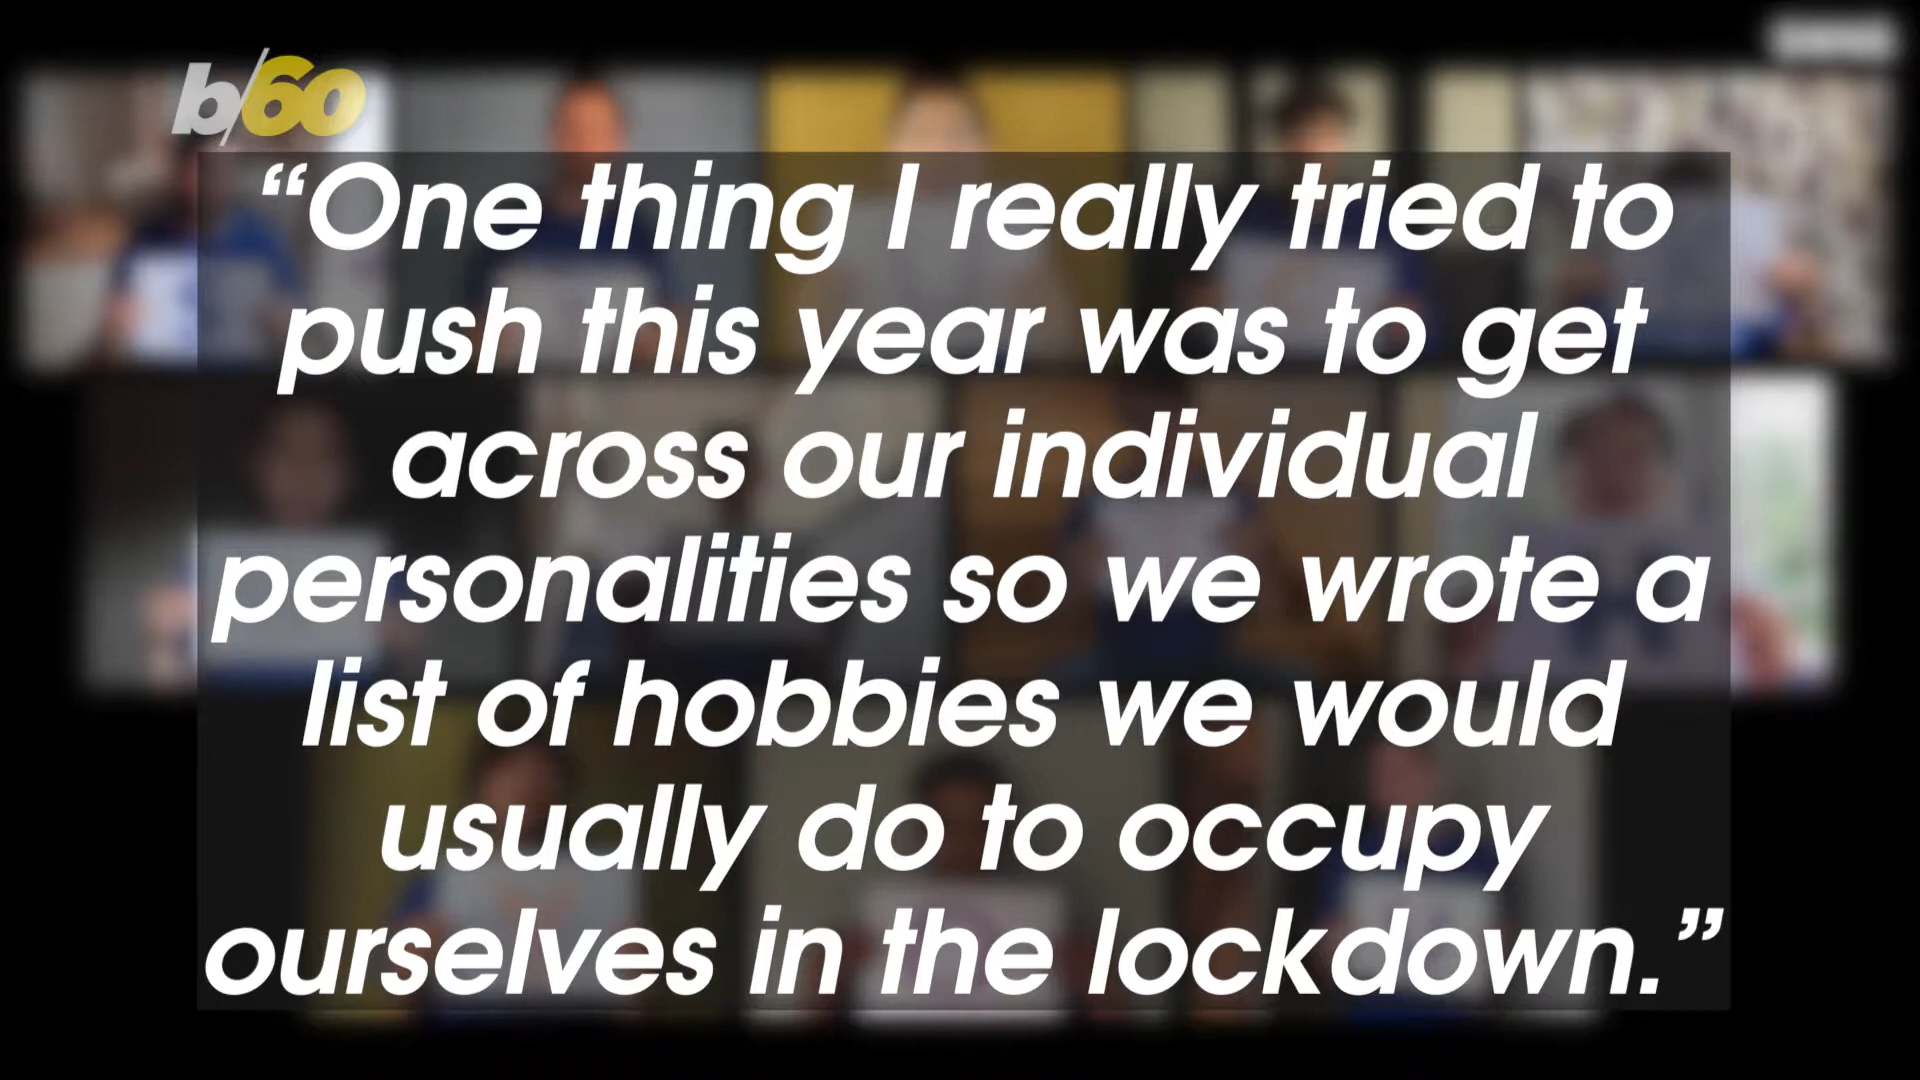 b/60
“One thing I really tried to
push this year was to get
across our individual
personalities so we wrote a
list of hobbies we would
usually do to occupy
ourselves in the lockdown.”